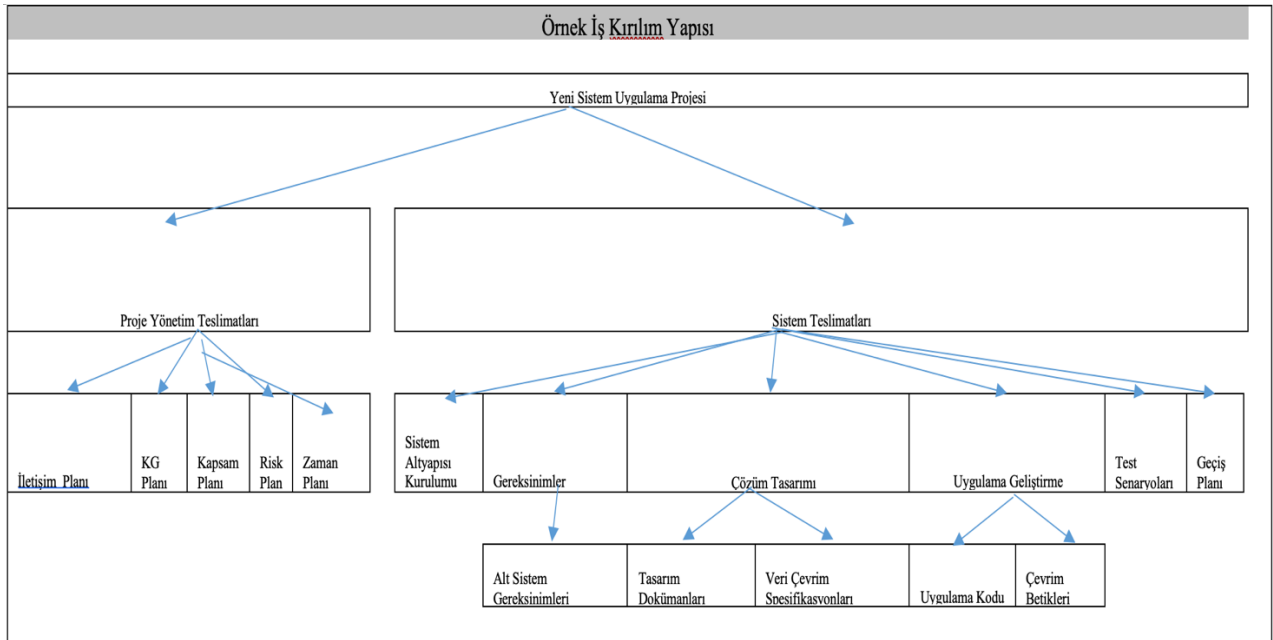 Örnek İş Kırılım Yapısı
Yeni Sistem Uygulama Projesi
Proje Yönetim Teslimatları
Sistem Teslimatları
İletişim Planı
KG
Planı
Kapsam
Planı
Risk
Plan
Zaman
Planı
Sistem
Altyapısı
Kurulumu
Gereksinimler
Çözüm Tasarımı
Uygulama Geliştirme
Test
Senaryoları
Geçiş
Planı
Alt Sistem
Gereksinimleri
Tasarım
Dokümanları
Veri Çevrim
Spesifikasyonları
Uygulama Kodu
Çevrim
Betikleri